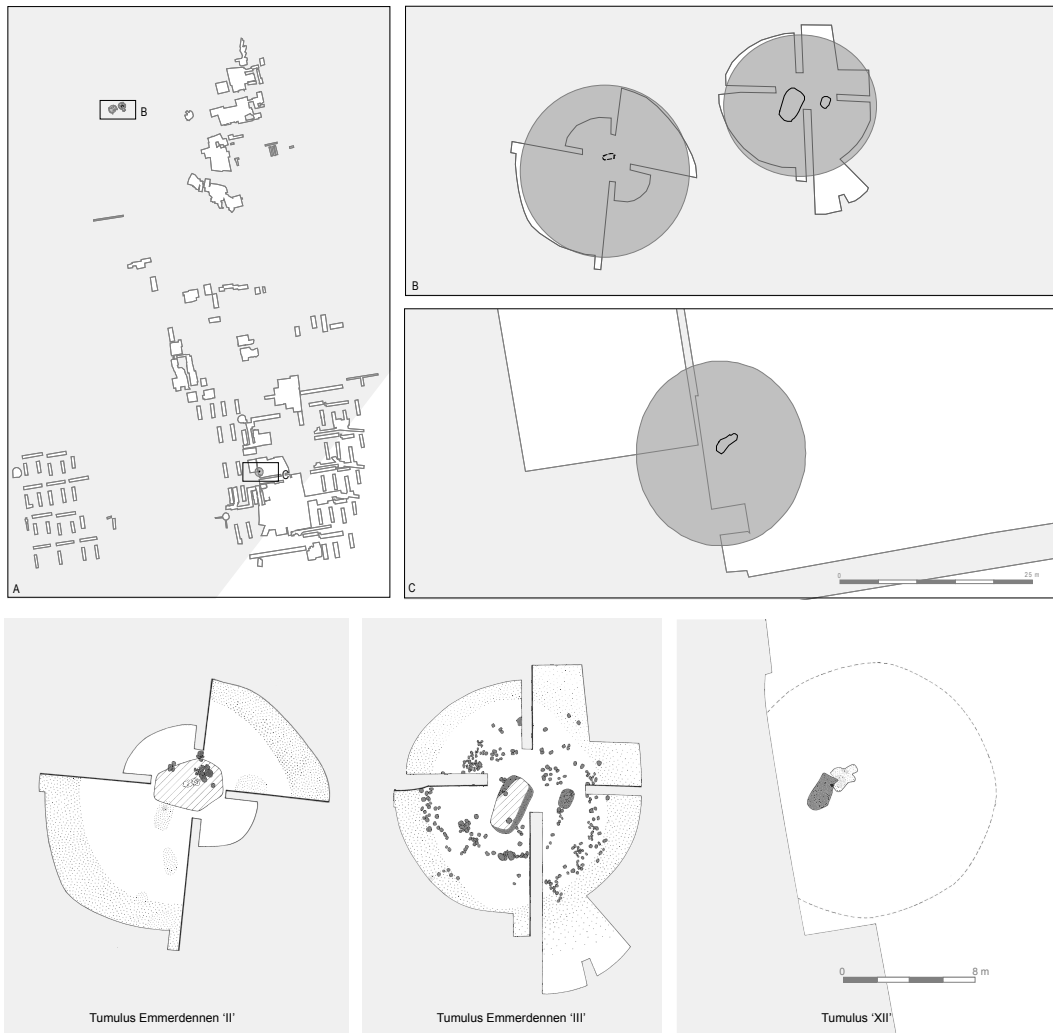 B
C
A
B
C
0 25 m
Tumulus Emmerdennen ‘II’
Tumulus Emmerdennen ‘III’
0 8 m
Tumulus ‘XII’